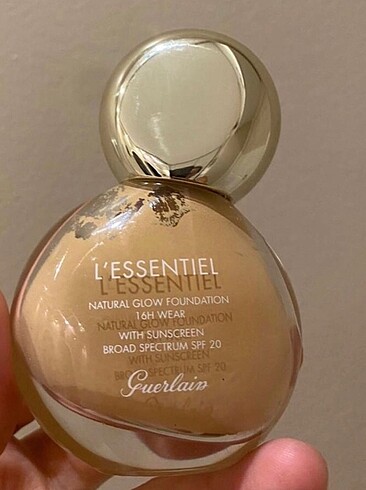 L'ESSENTIEL
NATURAL GLOW FOUNDATION
16H WEAR
WITH SUNSCREEN
BROAD SPECTRUM SPF 20
Guerlain